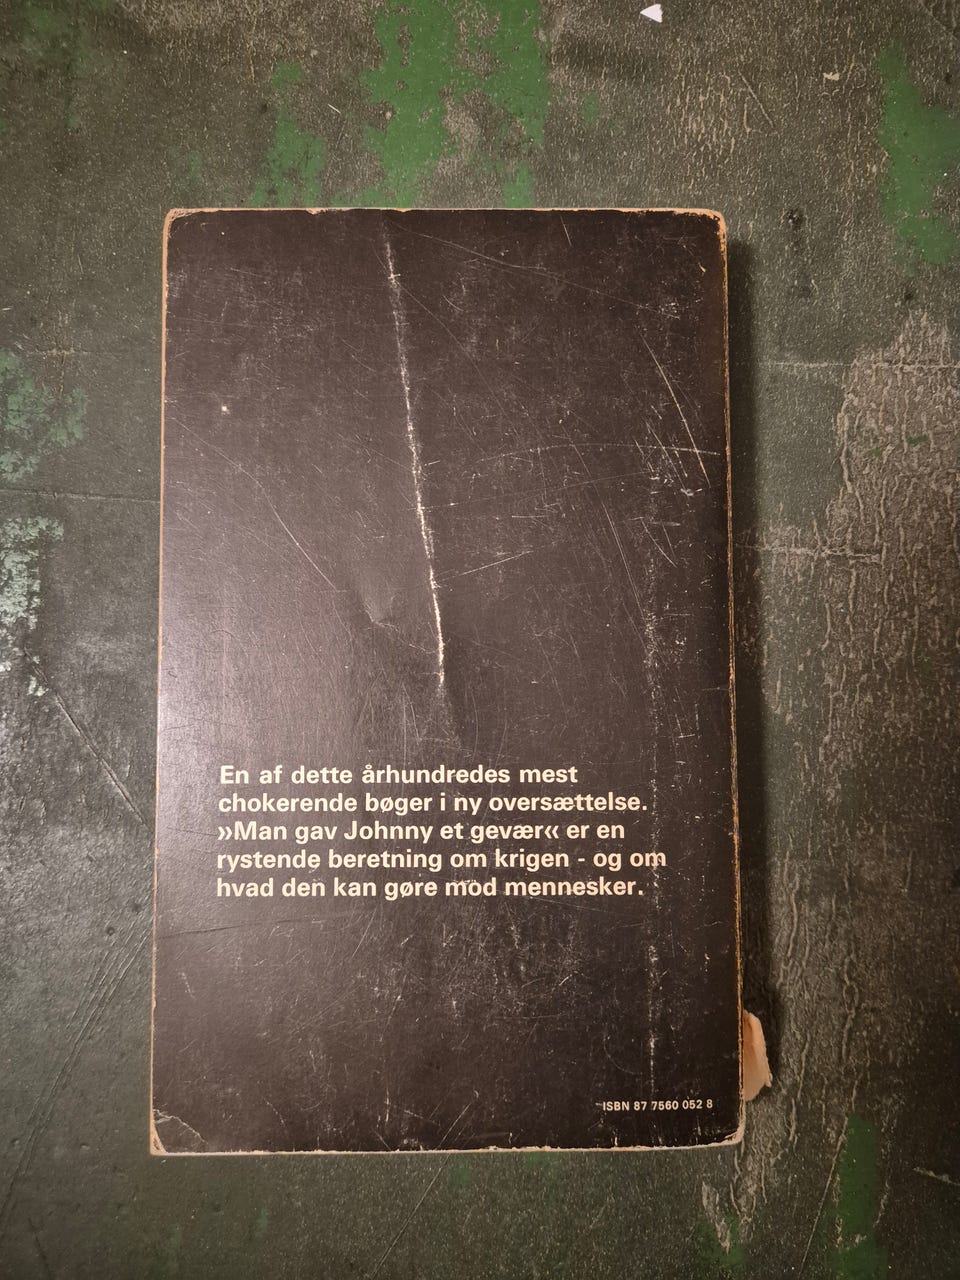 En af dette århundredes mest
chokerende bøger i ny oversættelse.
»Man gav Johnny et gevær« er en
rystende beretning om krigen - og om
hvad den kan gøre mod mennesker.
ISBN 87 7560 052 8